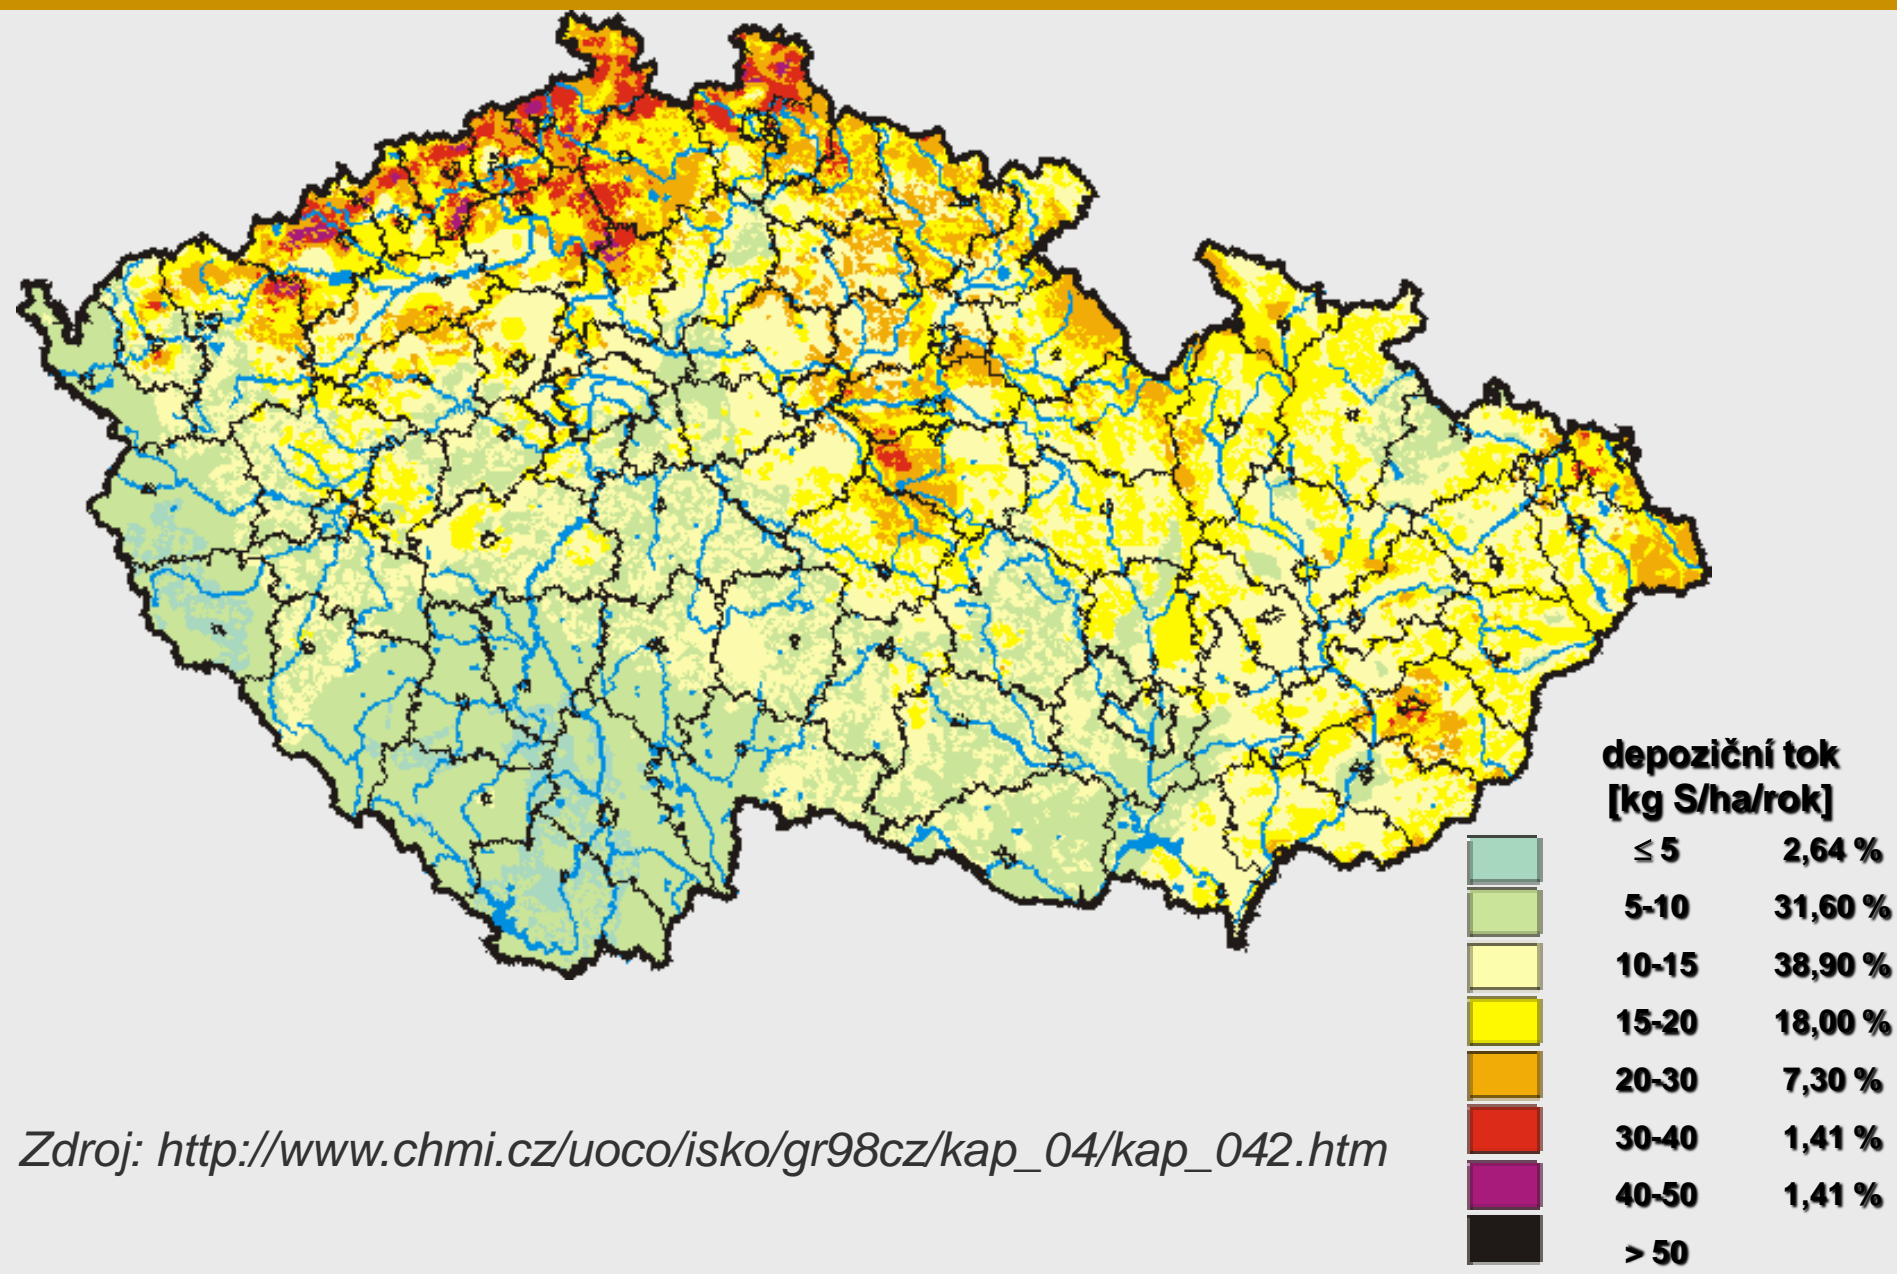 depoziční tok
[kg S/ha/rok]
≤ 5 2,64 %
5-10 31,60 %
10-15 38,90 %
15-20 18,00 %
20-30 7,30 %
30-40 1,41 %
40-50 1,41 %
> 50
Zdroj: http://www.chmi.cz/uoco/isko/gr98cz/kap_04/kap_042.htm